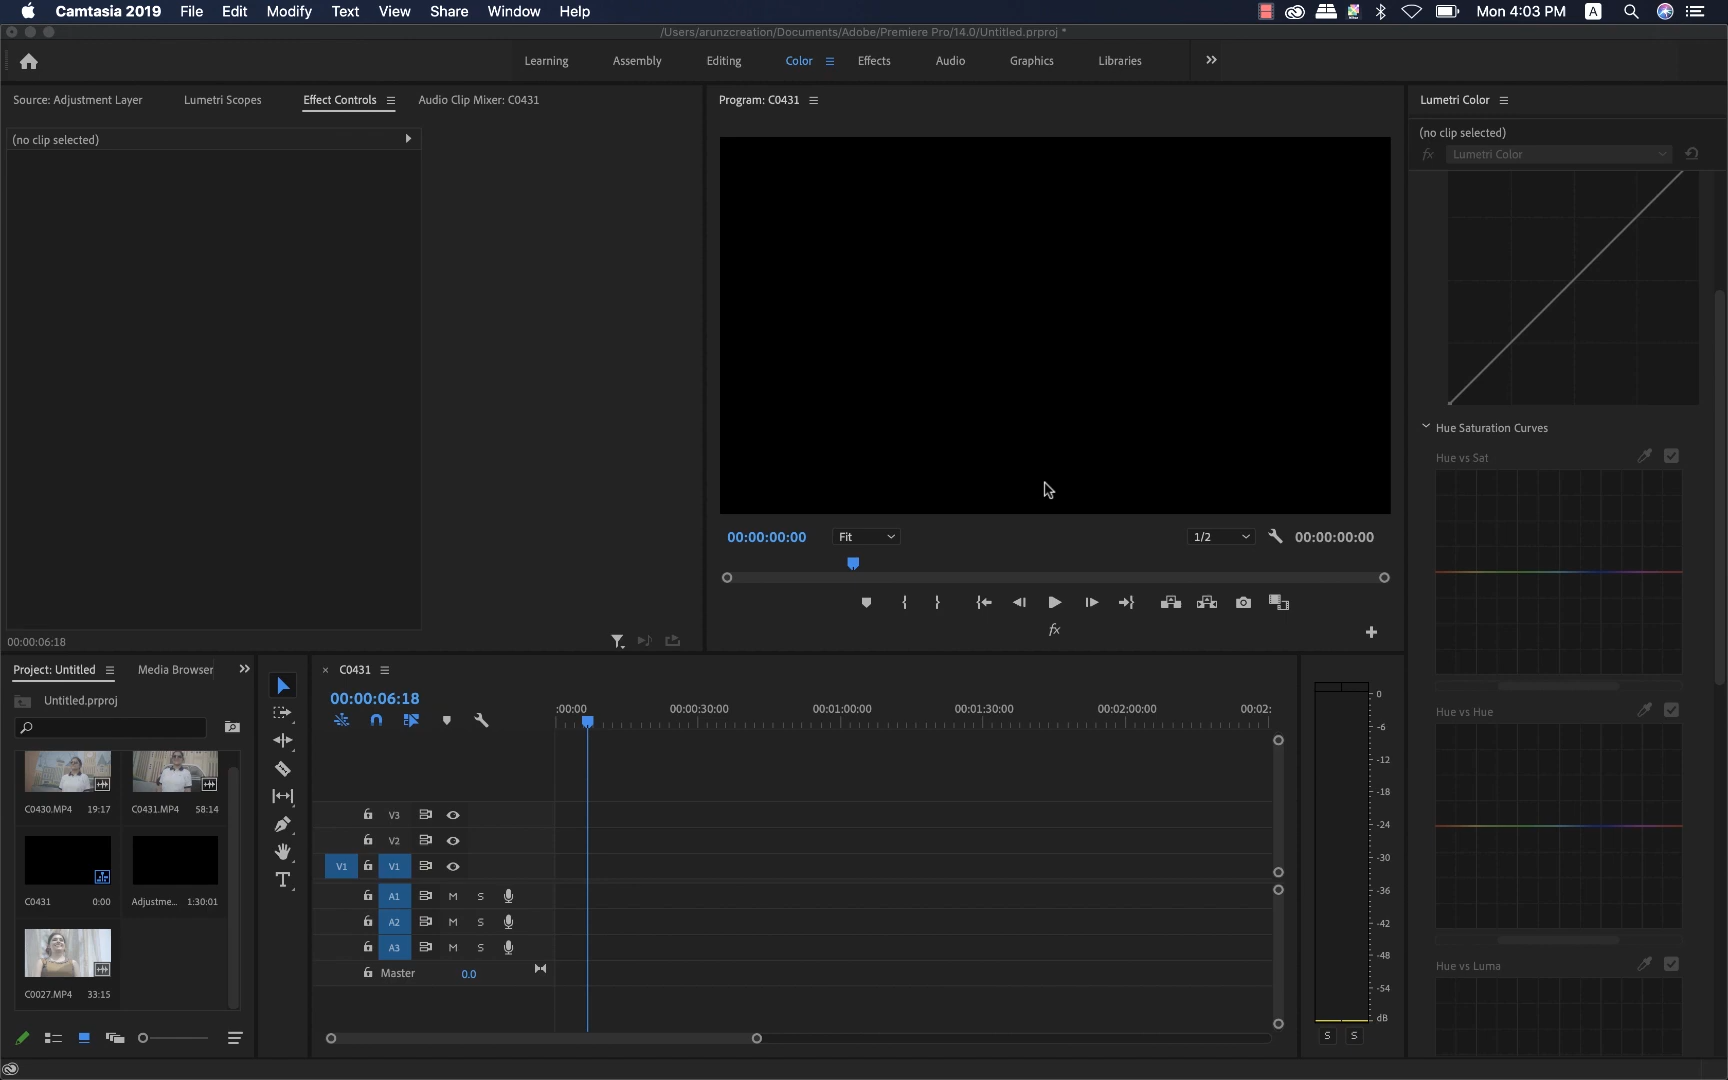 Camtasia 2019 File Edit Modify Text View Share Window Help Mon 4:03 PM A
/Users/arunzcreation/Documents/Adobe/Premiere Pro/14.0/Untitled.prproj *
Learning Assembly Editing Color Effects Audio Graphics Libraries
Source: Adjustment Layer Lumetri Scopes Effect Controls Audio Clip Mixer: C0431
Program: C0431
Lumetri Color
(no clip selected)
(no clip selected)
fx Lumetri Color
Hue Saturation Curves
Hue vs Sat
00:00:00:00 Fit 1/2 00:00:00:00
fx
00:00:06:18
Project: Untitled Media Browser
Untitled.prproj
C0430.MP4 19:17 C0431.MP4 58:14
C0431 0:00 Adjustme... 1:30:01
C0027.MP4 33:15
C0431
00:00:06:18
:00:00 00:00:30:00 00:01:00:00 00:01:30:00 00:02:00:00 00:02:
V3
V2
V1 V1
A1 M S
A2 M S
A3 M S
Master 0.0
0
-6
-12
-18
-24
-30
-36
-42
-48
-54
dB
S S
Hue vs Hue
Hue vs Luma